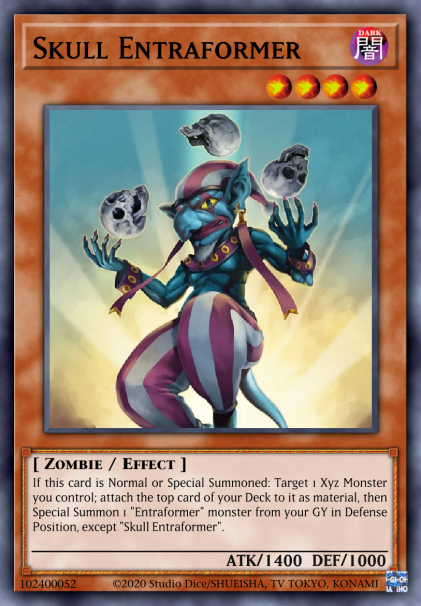 Skull Entraformer
DARK
闇
[ Zombie / Effect ]
If this card is Normal or Special Summoned: Target 1 Xyz Monster
you control; attach the top card of your Deck to it as material, then
Special Summon 1 "Entraformer" monster from your GY in Defense
Position, except "Skull Entraformer".
ATK/1400 DEF/1000
102400052 ©2020 Studio Dice/SHUEISHA, TV TOKYO, KONAMI